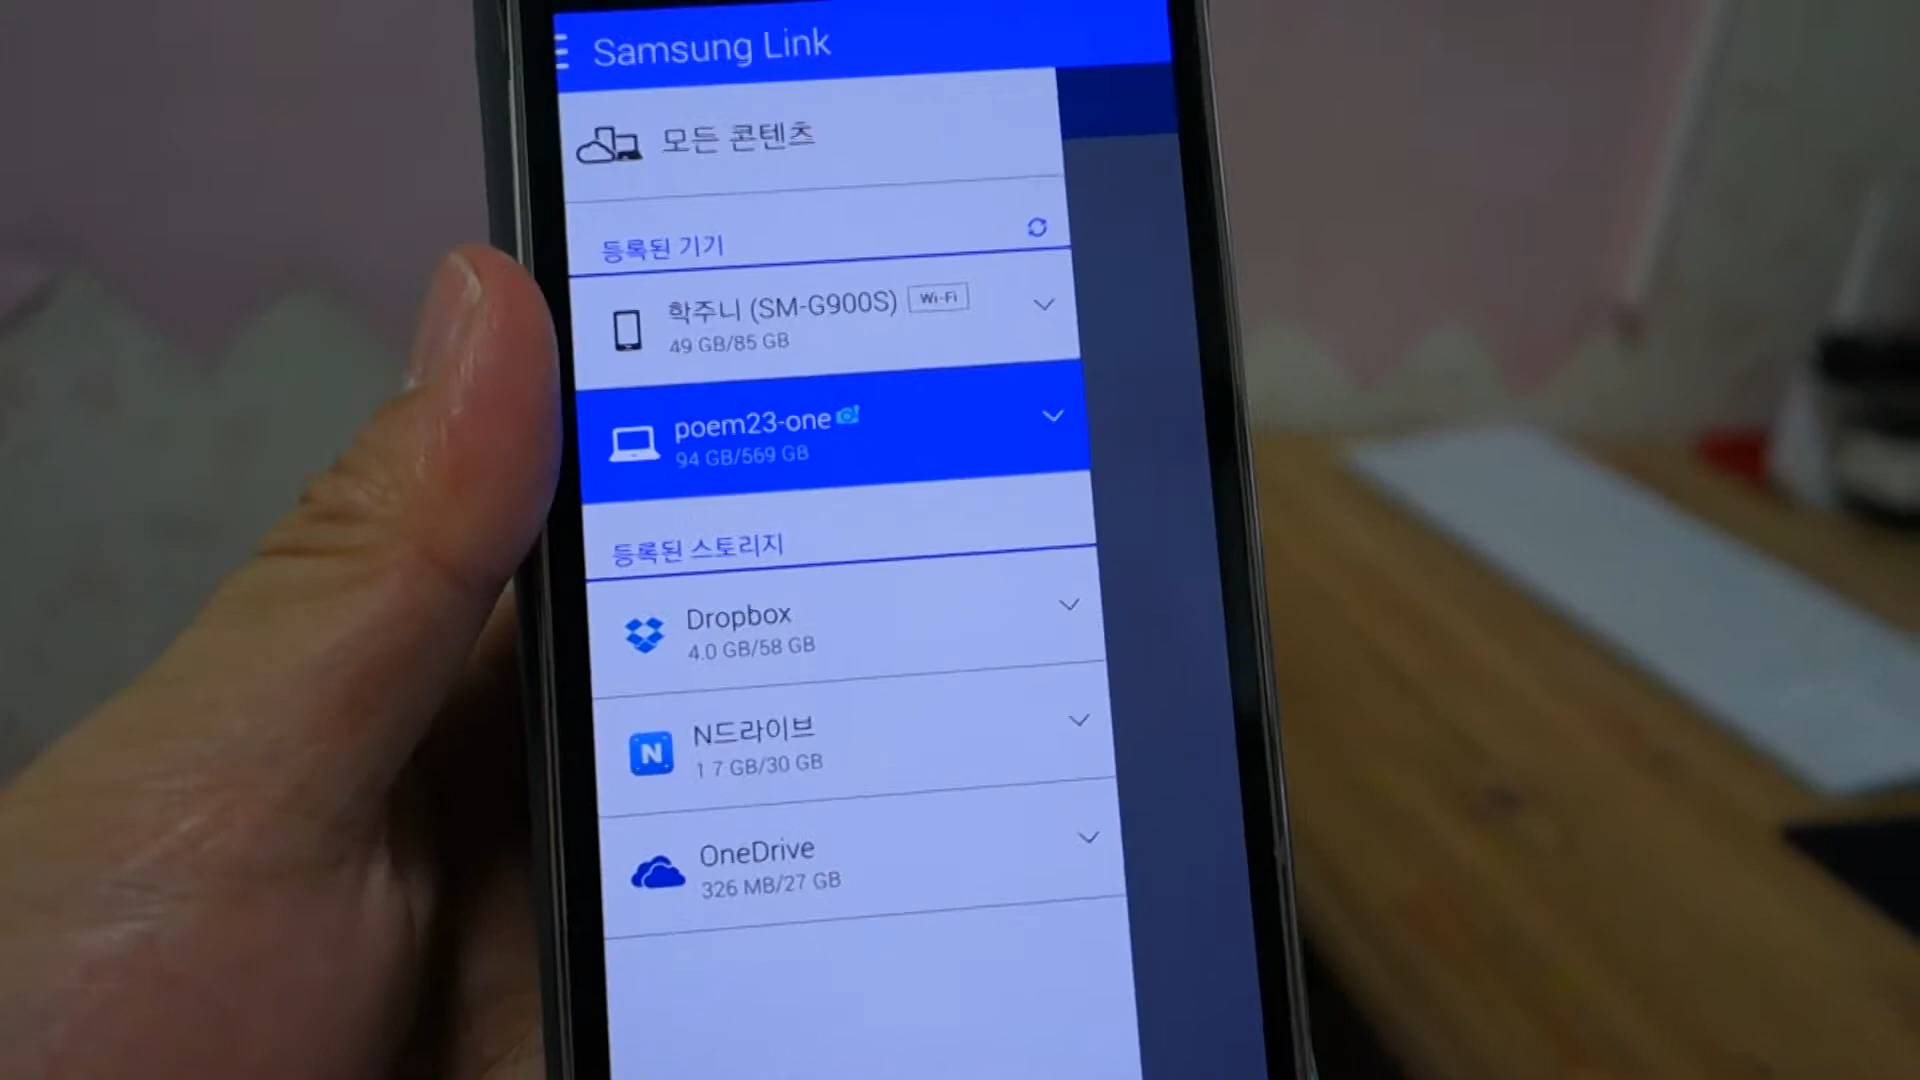 Samsung Link
모든 콘텐츠
등록된 기기
학주니 (SM-G900S) Wi-Fi
49 GB/85 GB
poem23-one
94 GB/569 GB
등록된 스토리지
Dropbox
4.0 GB/58 GB
N드라이브
N
1 7 GB/30 GB
OneDrive
326 MB/27 GB